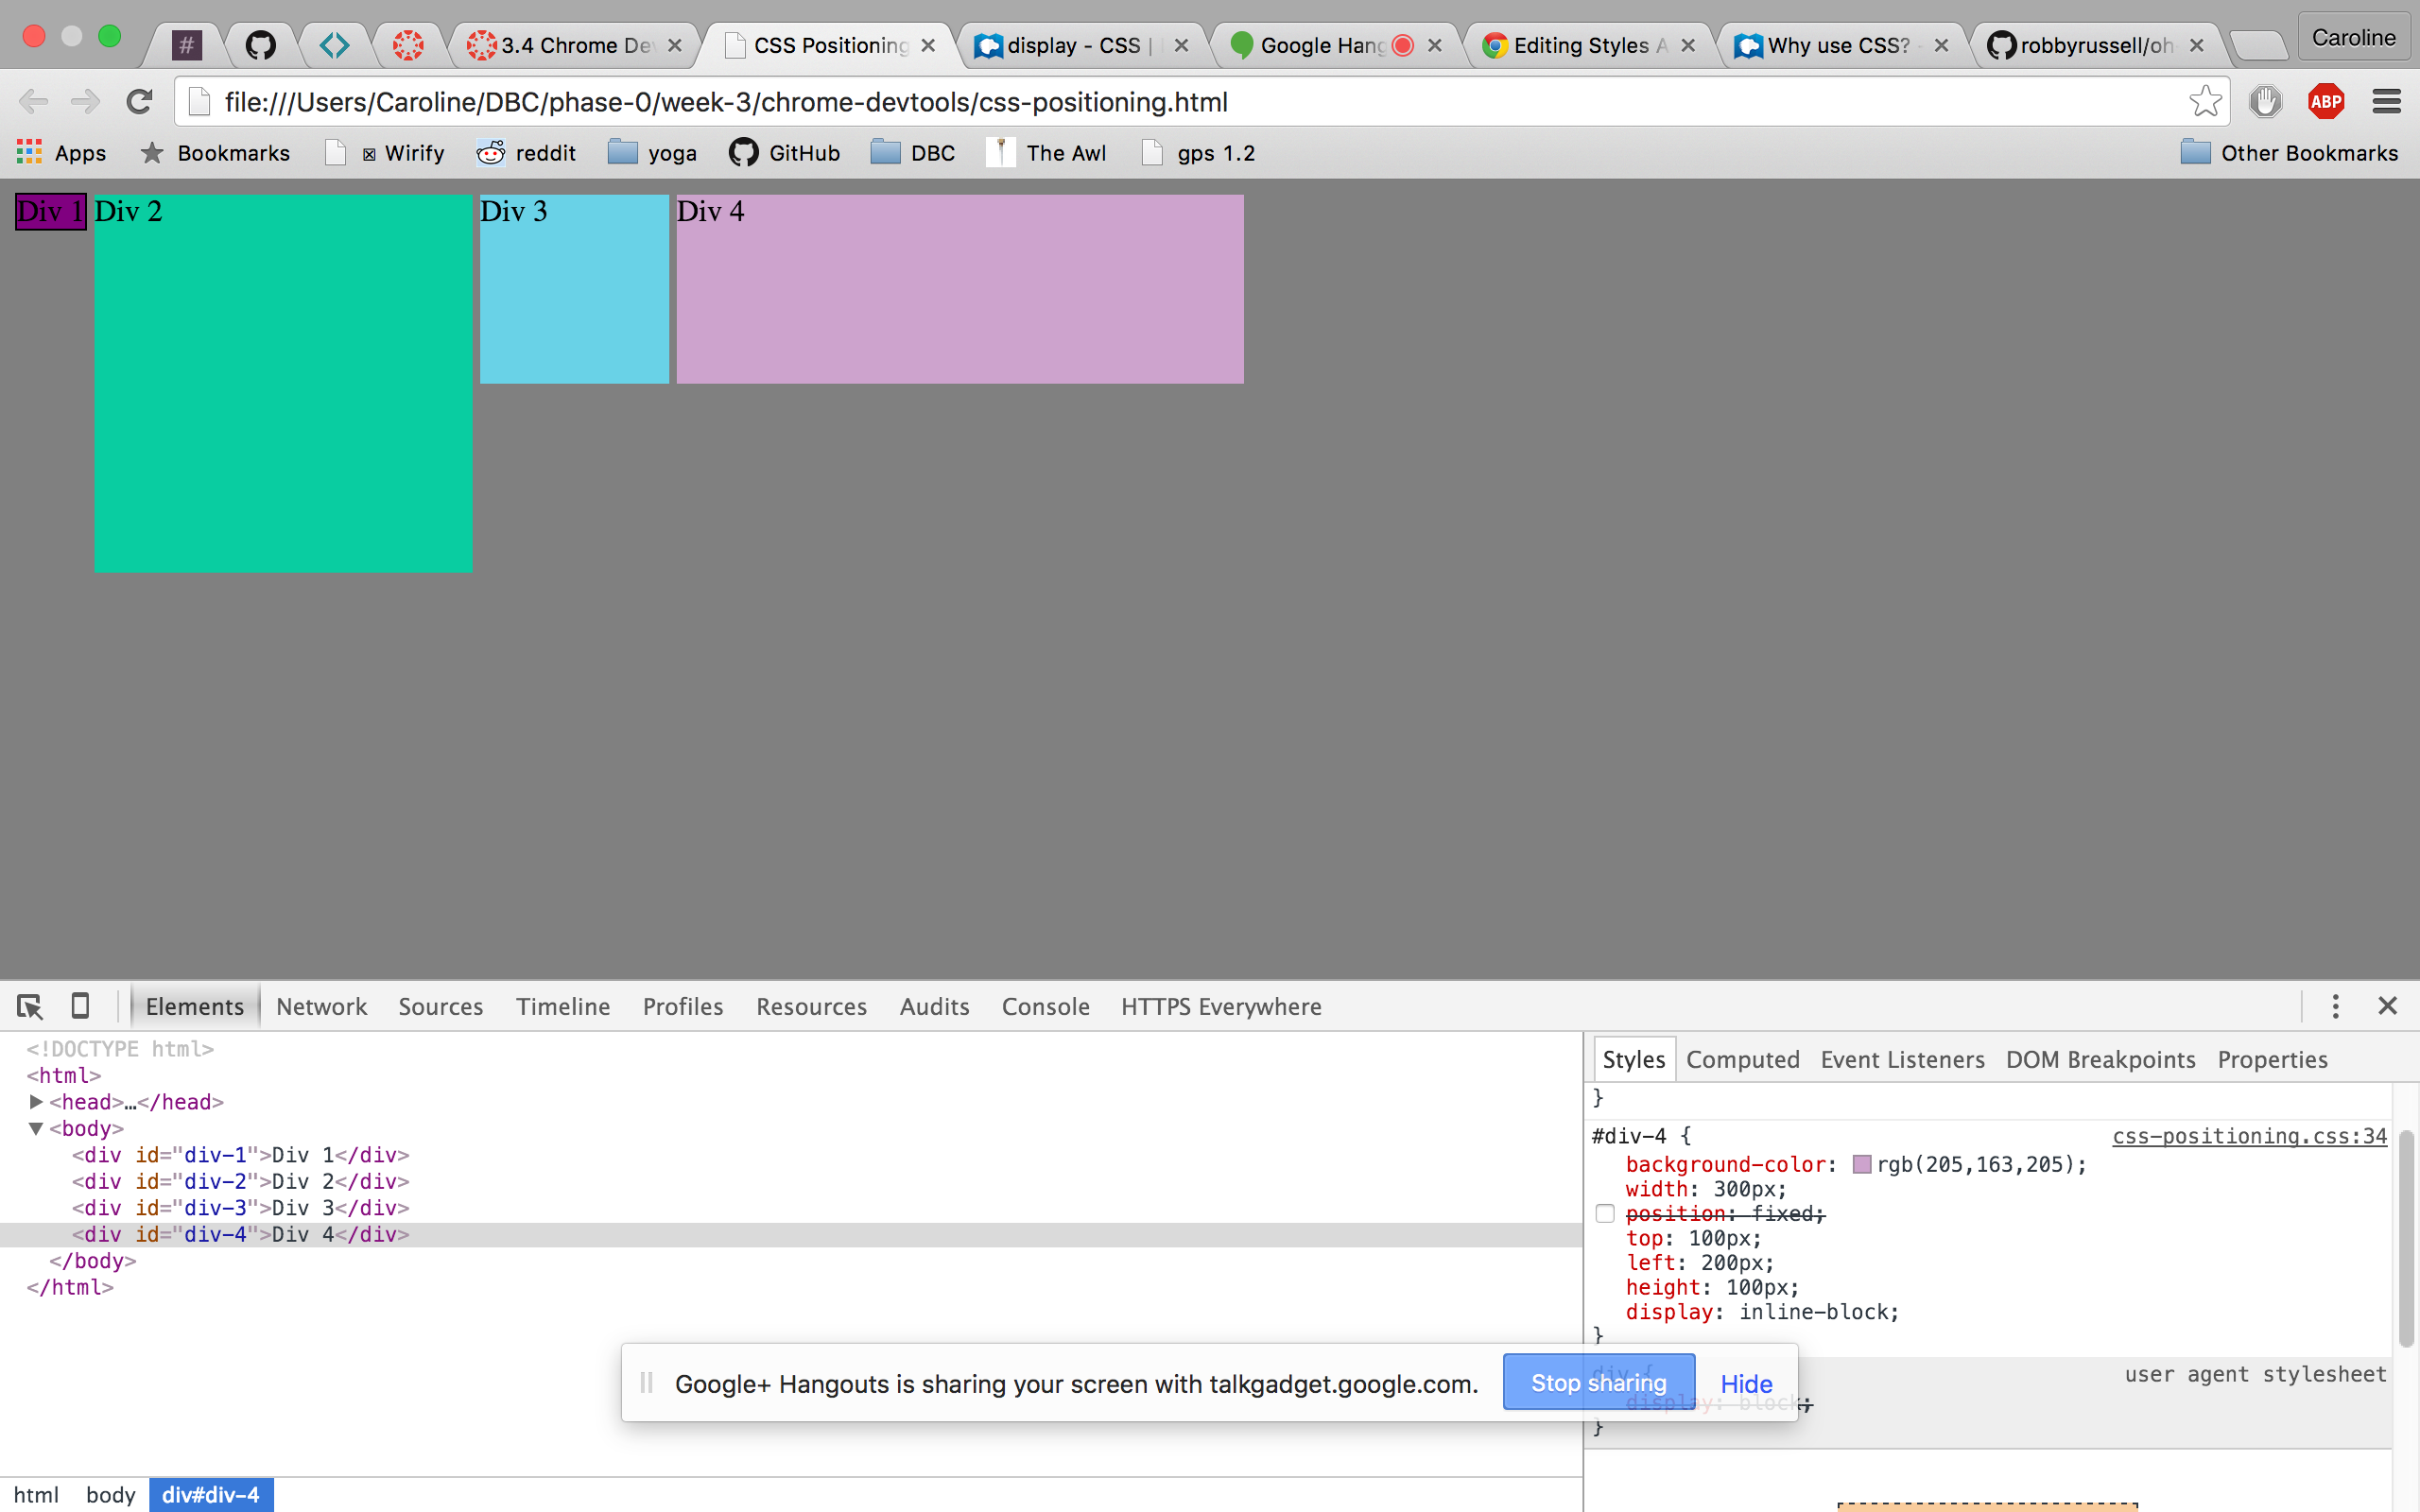 #
3.4 Chrome De
CSS Positioning
display - CSS |
Google Hang
Editing Styles A
Why use CSS? -
robbyrussell/oh
Caroline
file:///Users/Caroline/DBC/phase-0/week-3/chrome-devtools/css-positioning.html
ABP
Apps Bookmarks Wirify reddit yoga GitHub DBC The Awl gps 1.2 Other Bookmarks
Div 1 Div 2 Div 3 Div 4
Elements Network Sources Timeline Profiles Resources Audits Console HTTPS Everywhere
<!DOCTYPE html>
<html>
<head>…</head>
<body>
<div id="div-1">Div 1</div>
<div id="div-2">Div 2</div>
<div id="div-3">Div 3</div>
<div id="div-4">Div 4</div>
</body>
</html>
Styles Computed Event Listeners DOM Breakpoints Properties
}
#div-4 { css-positioning.css:34
background-color: rgb(205,163,205);
width: 300px;
position: fixed;
top: 100px;
left: 200px;
height: 100px;
display: inline-block;
}
div { user agent stylesheet
display: block;
}
Google+ Hangouts is sharing your screen with talkgadget.google.com. Stop sharing Hide
html body div#div-4